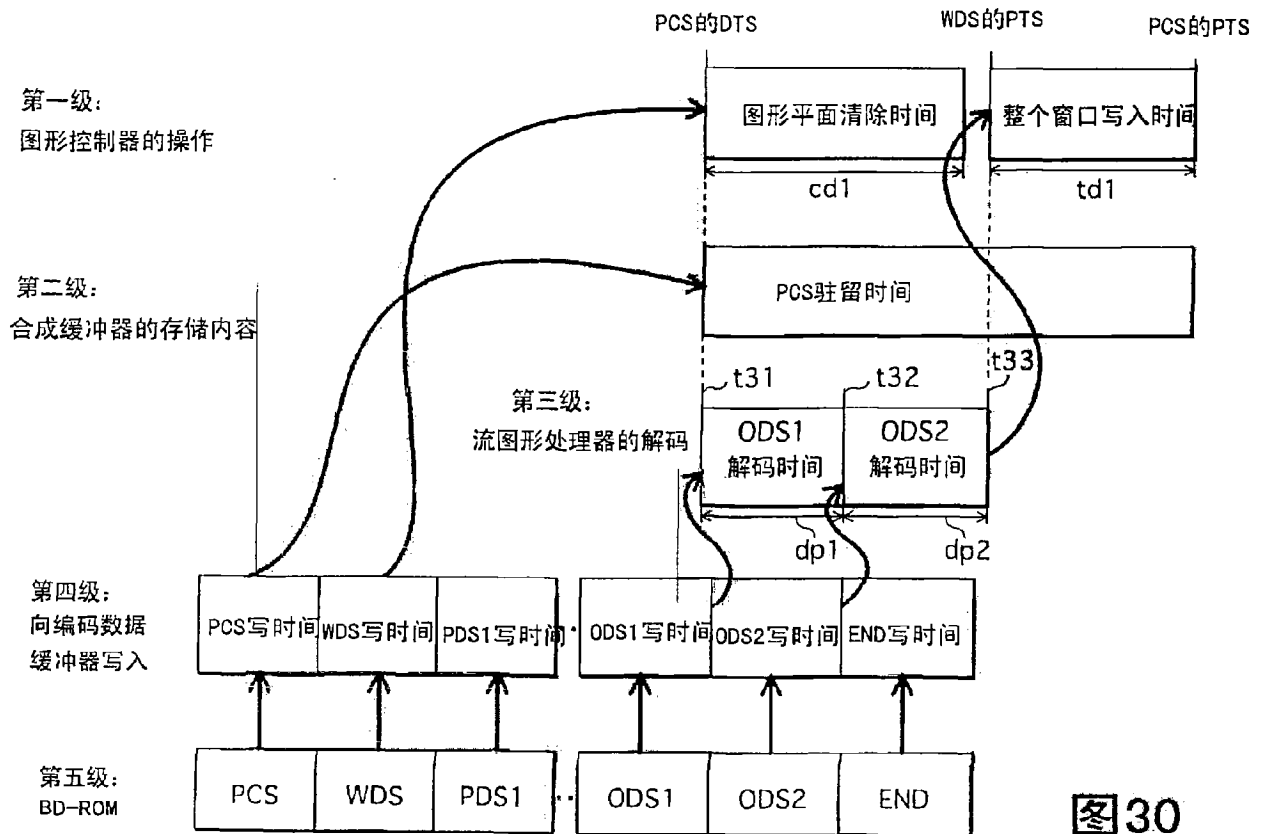 PCS的DTS
WDS的PTS
PCS的PTS
第一级：
图形控制器的操作
图形平面清除时间
整个窗口写入时间
cd1
td1
第二级：
合成缓冲器的存储内容
PCS驻留时间
t31
t32
t33
第三级：
流图形处理器的解码
ODS1
解码时间
ODS2
解码时间
dp1
dp2
第四级：
向编码数据
缓冲器写入
PCS写时间
WDS写时间
PDS1写时间
ODS1写时间
ODS2写时间
END写时间
第五级：
BD-ROM
PCS
WDS
PDS1
ODS1
ODS2
END
图30